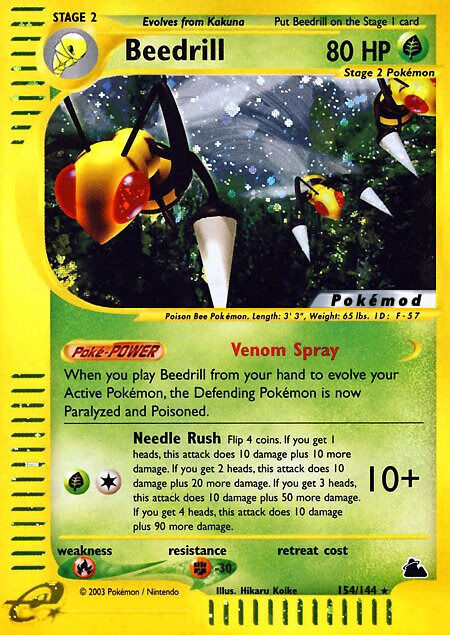 STAGE 2
Evolves from Kakuna
Put Beedrill on the Stage 1 card
Beedrill
80 HP
Stage 2 Pokémon
Pokémod
Poison Bee Pokémon. Length: 3' 3", Weight: 65 lbs. ID: F-57
Poké-POWER
Venom Spray
When you play Beedrill from your hand to evolve your
Active Pokémon, the Defending Pokémon is now
Paralyzed and Poisoned.
Needle Rush Flip 4 coins. If you get 1
heads, this attack does 10 damage plus 10 more
damage. If you get 2 heads, this attack does 10
damage plus 20 more damage. If you get 3 heads,
this attack does 10 damage plus 50 more damage.
If you get 4 heads, this attack does 10 damage
plus 90 more damage.
10+
weakness
resistance
retreat cost
-30
© 2003 Pokémon / Nintendo
Illus. Hikaru Koike
154/144 ★
e